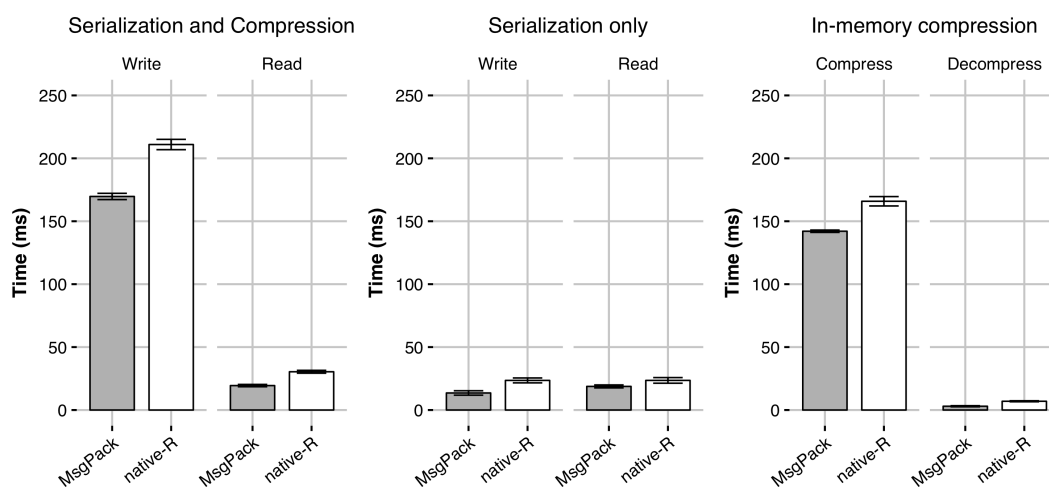 Serialization and Compression
Write Read
Time (ms)
250
200
150
100
50
0
MsgPack native-R MsgPack native-R
Serialization only
Write Read
Time (ms)
250
200
150
100
50
0
MsgPack native-R MsgPack native-R
In-memory compression
Compress Decompress
Time (ms)
250
200
150
100
50
0
MsgPack native-R MsgPack native-R